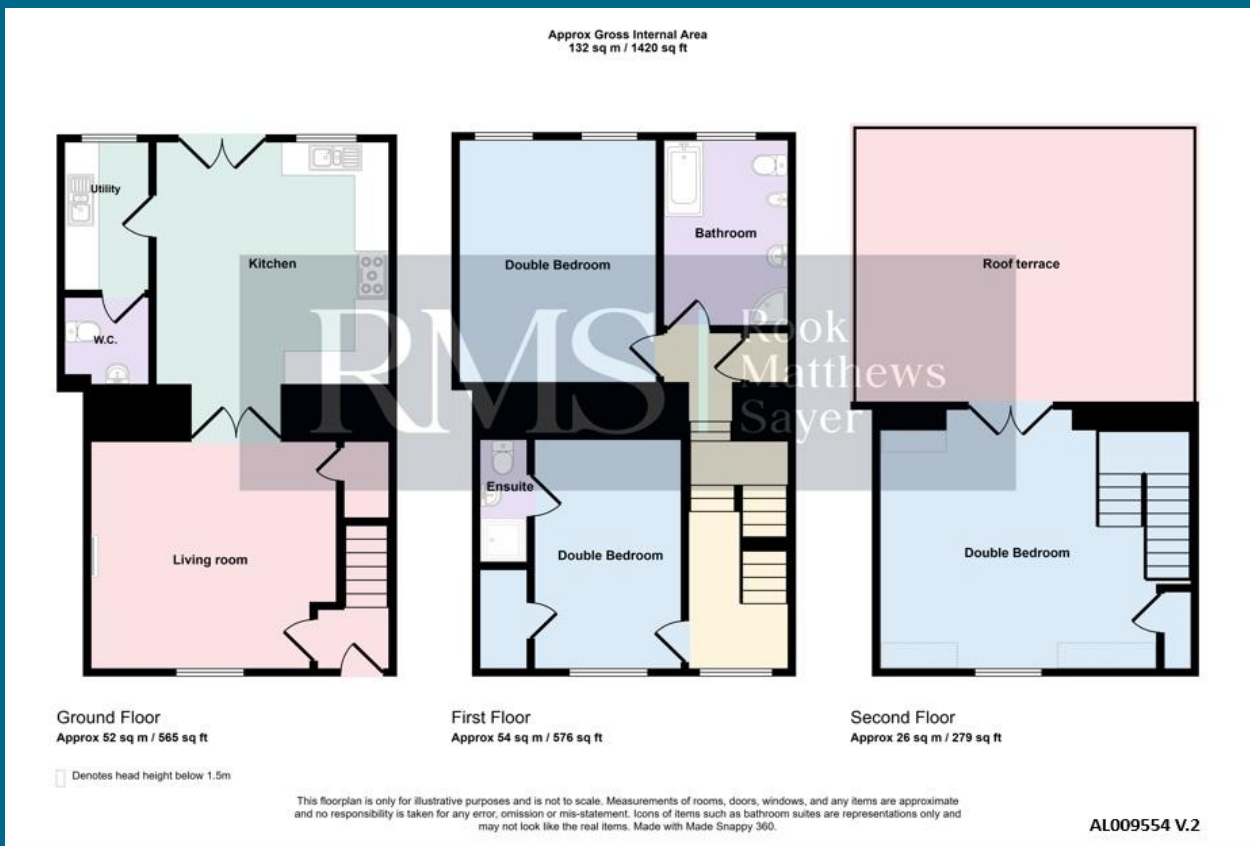 Approx Gross Internal Area
132 sq m / 1420 sq ft
Utility
Kitchen
W.C.
Living room
Double Bedroom
Bathroom
Ensuite
Double Bedroom
Roof terrace
Double Bedroom
RMS
Rook
Matthews
Sayer
Ground Floor
Approx 52 sq m / 565 sq ft
First Floor
Approx 54 sq m / 576 sq ft
Second Floor
Approx 26 sq m / 279 sq ft
Denotes head height below 1.5m
This floorplan is only for illustrative purposes and is not to scale. Measurements of rooms, doors, windows, and any items are approximate
and no responsibility is taken for any error, omission or mis-statement. Icons of items such as bathroom suites are representations only and
may not look like the real items. Made with Made Snappy 360.
AL009554 V.2